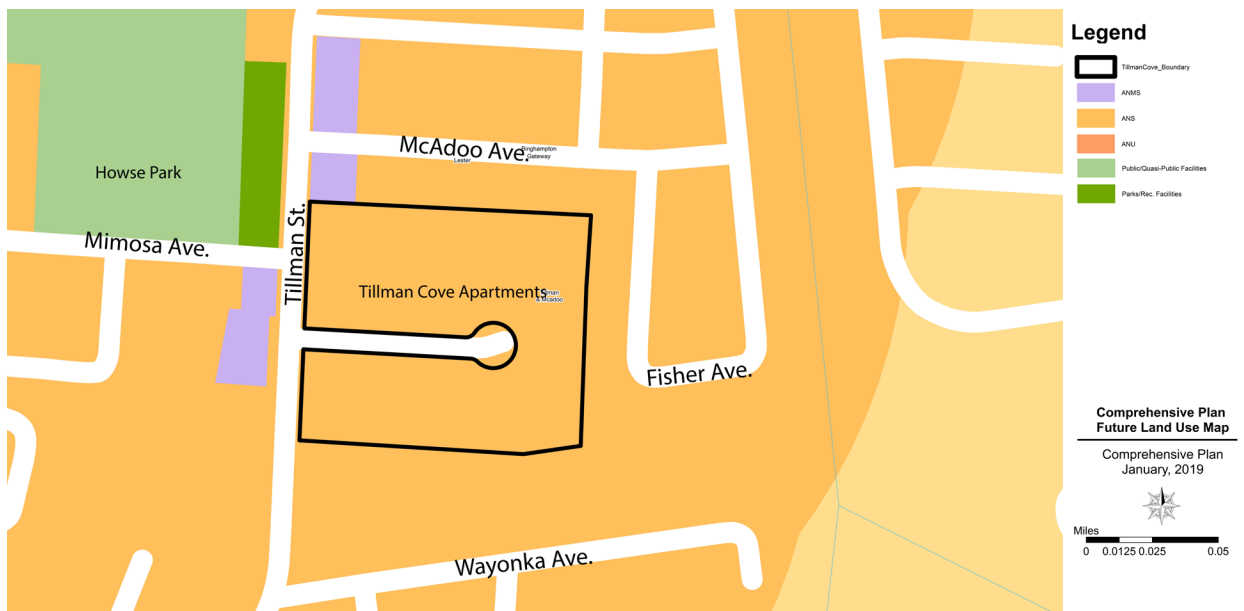 McAdoo Ave.
Lester
Binghampton
Gateway
Howse Park
Mimosa Ave.
Tillman St.
Tillman Cove Apartments
& Mcadoo
Fisher Ave.
Wayonka Ave.
Legend
TillmanCove_Boundary
ANMS
ANS
ANU
Public/Quasi-Public Facilities
Parks/Rec. Facilities
Comprehensive Plan
Future Land Use Map
Comprehensive Plan
January, 2019
Miles
0 0.0125 0.025 0.05